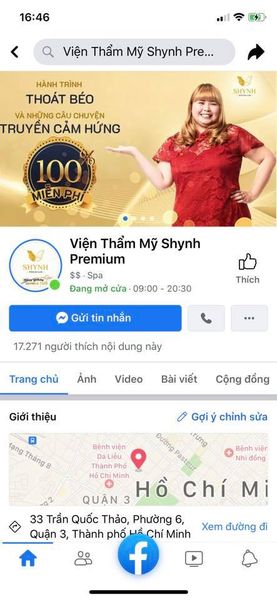 16:46
Viện Thẩm Mỹ Shynh Pre...
HÀNH TRÌNH
THOÁT BÉO
VÀ NHỮNG CÂU CHUYỆN
TRUYỀN CẢM HỨNG
100%
MIỄN PHÍ
SHYNH
SHYNH
Viện Thẩm Mỹ Shynh
Premium
$$ · Spa
Đang mở cửa · 09:00 - 20:30
Thích
Gửi tin nhắn
17.271 người thích nội dung này
Trang chủ
Ảnh
Video
Bài viết
Cộng đồng
Giới thiệu
Gợi ý chỉnh sửa
Bệnh viện
Da Liễu
Thành Phố
Hồ Chí Minh
Đường Pasteur
Bệnh viện
Nhi đồng
QUẬN 3
Hồ Chí Mi
33 Trần Quốc Thảo, Phường 6,
Quận 3, Thành phố Hồ Chí Minh
Xem đường đi